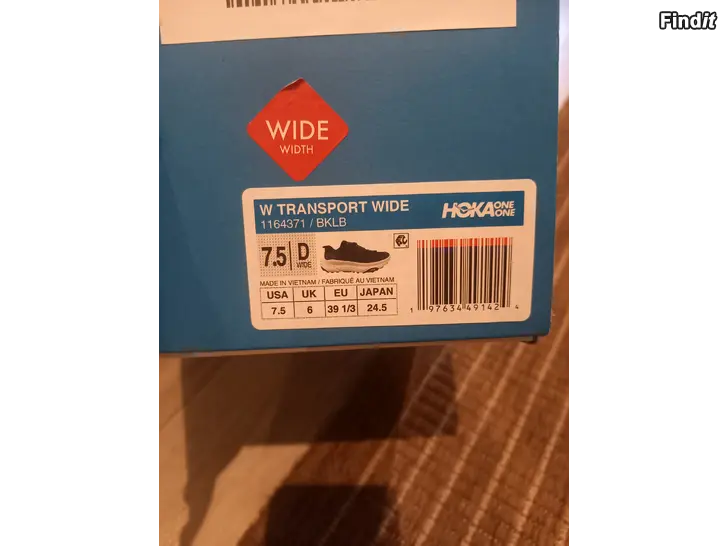 Findit
WIDE
WIDTH
W TRANSPORT WIDE
1164371 / BKLB
HOKA ONE ONE
7.5 D
WIDE
MADE IN VIETNAM / FABRIQUÉ AU VIETNAM
USA UK EU JAPAN
7.5 6 39 1/3 24.5
1 97634 49142 4